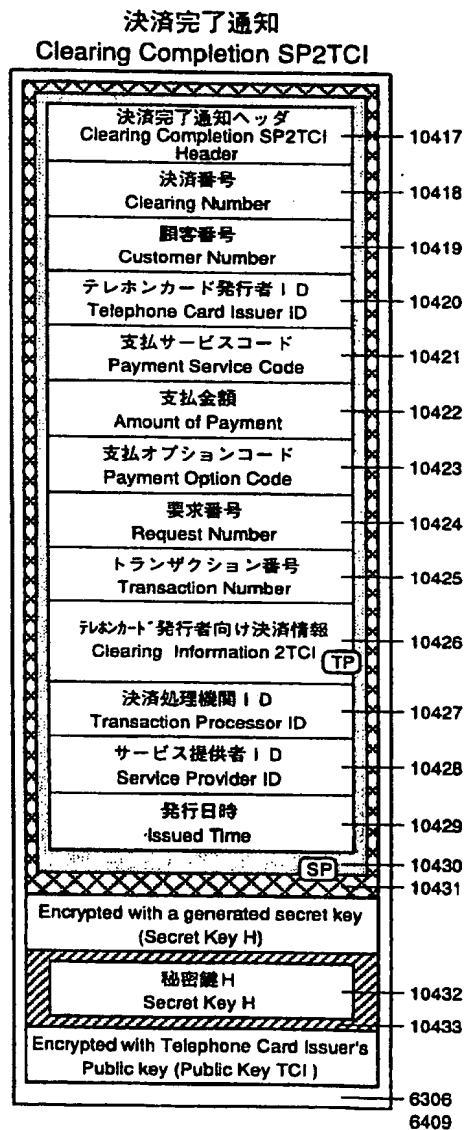 決済完了通知
Clearing Completion SP2TCI
決済完了通知ヘッダ
Clearing Completion SP2TCI
Header
10417
決済番号
Clearing Number
10418
顧客番号
Customer Number
10419
テレホンカード発行者ID
Telephone Card Issuer ID
10420
支払サービスコード
Payment Service Code
10421
支払金額
Amount of Payment
10422
支払オプションコード
Payment Option Code
10423
要求番号
Request Number
10424
トランザクション番号
Transaction Number
10425
テレホンカード発行者向け決済情報
Clearing Information 2TCI
TP
10426
決済処理機関ID
Transaction Processor ID
10427
サービス提供者ID
Service Provider ID
10428
発行日時
Issued Time
10429
SP
10430
10431
Encrypted with a generated secret key
(Secret Key H)
秘密鍵H
Secret Key H
10432
10433
Encrypted with Telephone Card Issuer's
Public key (Public Key TCI )
6306
6409